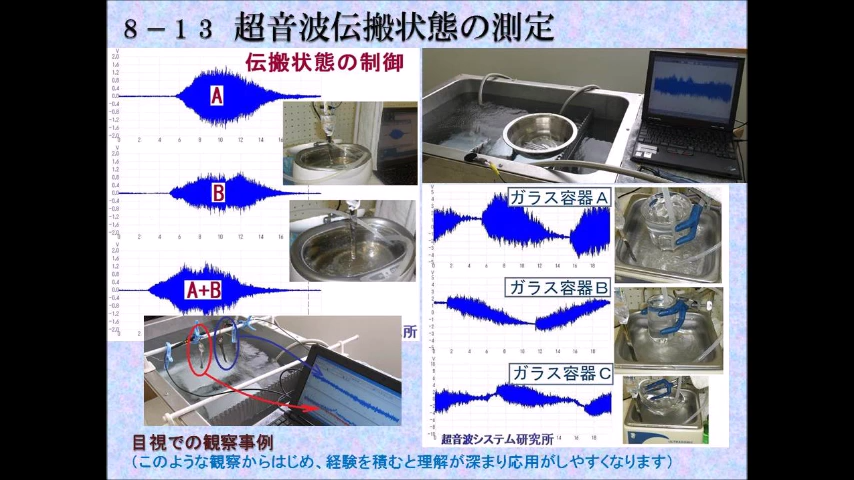 ８－１３ 超音波伝搬状態の測定
伝搬状態の制御
A
B
A+B
ガラス容器A
ガラス容器B
ガラス容器C
超音波システム研究所
目視での観察事例
（このような観察からはじめ、経験を積むと理解が深まり応用がしやすくなります）